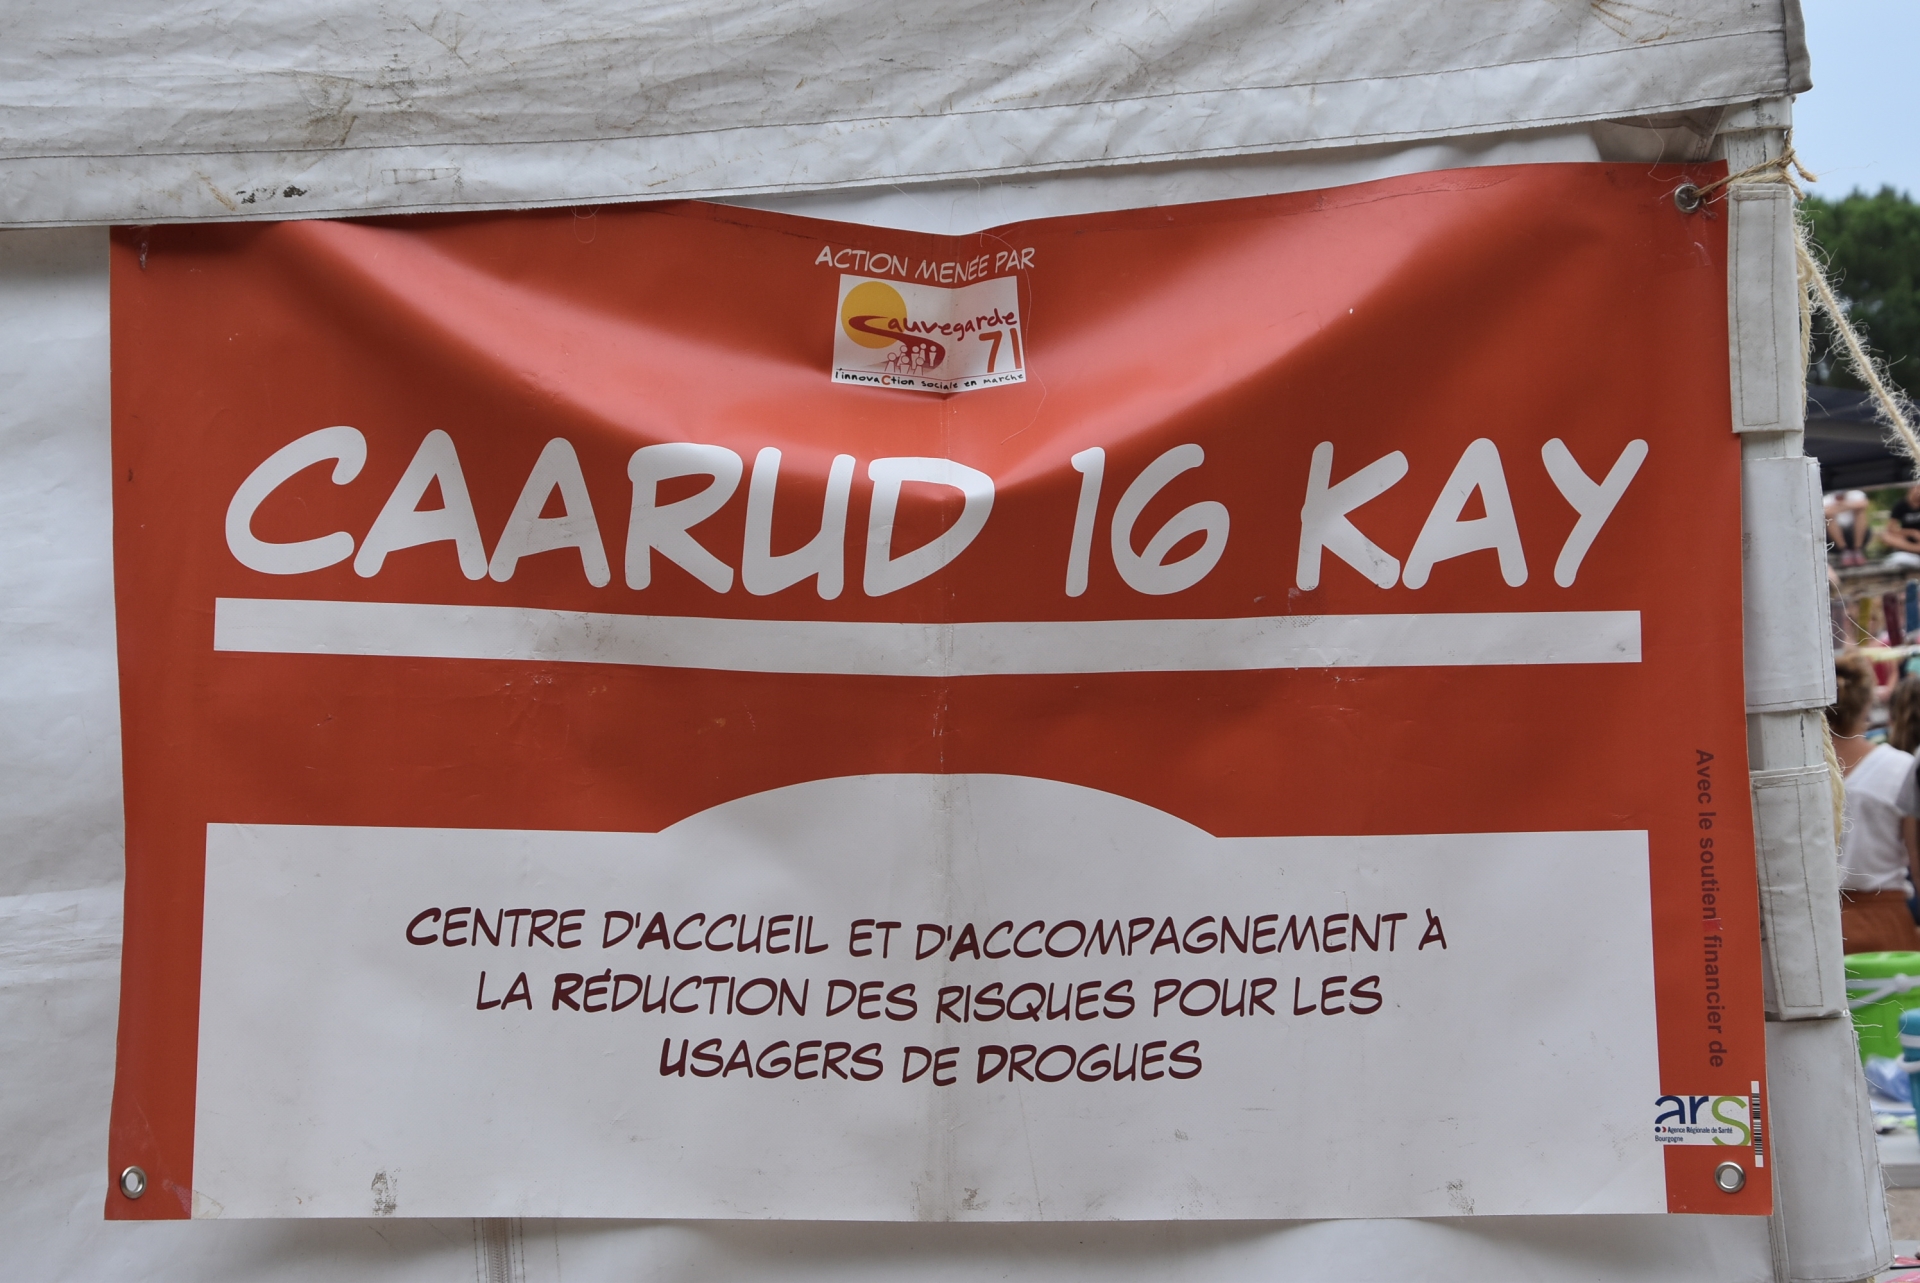 ACTION MENÉE PAR
Sauvegarde
71
l'innovaCtion sociale en marche
CAARUD 16 KAY
CENTRE D'ACCUEIL ET D'ACCOMPAGNEMENT À
LA RÉDUCTION DES RISQUES POUR LES
USAGERS DE DROGUES
Avec le soutien financier de
ars
Agence Régionale de Santé
Bourgogne